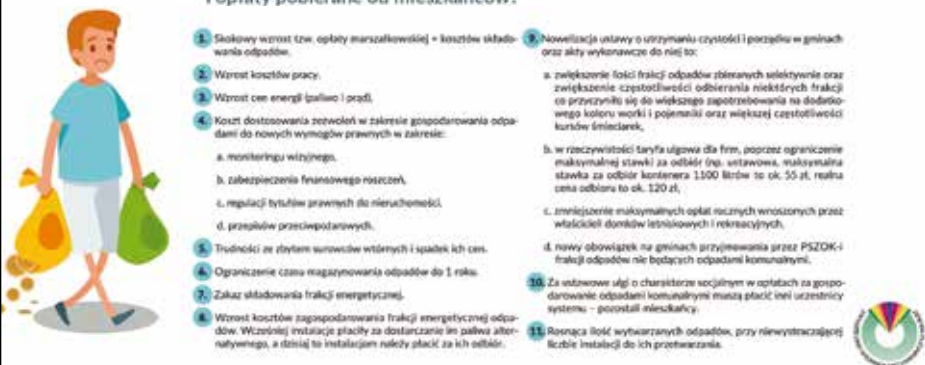 i opłaty pobierane od mieszkańców?
1. Skokowy wzrost tzw. opłaty marszałkowskiej + kosztów składo-
wania odpadów.
2. Wzrost kosztów pracy.
3. Wzrost cen energii (paliwo i prąd).
4. Koszt dostosowania zezwoleń w zakresie gospodarowania odpa-
dami do nowych wymogów prawnych w zakresie:
a. monitoringu wizyjnego,
b. zabezpieczenia finansowego roszczeń,
c. regulacji tytułów prawnych do nieruchomości,
d. przepisów przeciwpożarowych.
5. Trudności ze zbytem surowców wtórnych i spadek ich cen.
6. Ograniczenie czasu magazynowania odpadów do 1 roku.
7. Zakaz składowania frakcji energetycznej.
8. Wzrost kosztów zagospodarowania frakcji energetycznej odpa-
dów. Wcześniej instalacje płaciły za dostarczanie im paliwa alter-
natywnego, a dzisiaj to instalacjom należy płacić za ich odbiór.
9. Nowelizacja ustawy o utrzymaniu czystości i porządku w gminach
oraz akty wykonawcze do niej to:
a. zwiększenie ilości frakcji odpadów zbieranych selektywnie oraz
zwiększenie częstotliwości odbierania niektórych frakcji
co przyczyniło się do większego zapotrzebowania na dodatko-
wego koloru worki i pojemniki oraz większej częstotliwości
kursów śmieciarek,
b. w rzeczywistości taryfa ulgowa dla firm, poprzez ograniczenie
maksymalnej stawki za odbiór (np. ustawowa, maksymalna
stawka za odbiór kontenera 1100 litrów to ok. 55 zł, realna
cena odbioru to ok. 120 zł,
c. zmniejszenie maksymalnych opłat rocznych wnoszonych przez
właścicieli domków letniskowych i rekreacyjnych,
d. nowy obowiązek na gminach przyjmowania przez PSZOK-i
frakcji odpadów nie będących odpadami komunalnymi.
10. Za ustawowe ulgi o charakterze socjalnym w opłatach za gospo-
darowanie odpadami komunalnymi muszą płacić inni uczestnicy
systemu – pozostali mieszkańcy.
11. Rosnąca ilość wytwarzanych odpadów, przy niewystarczającej
liczbie instalacji do ich przetwarzania.